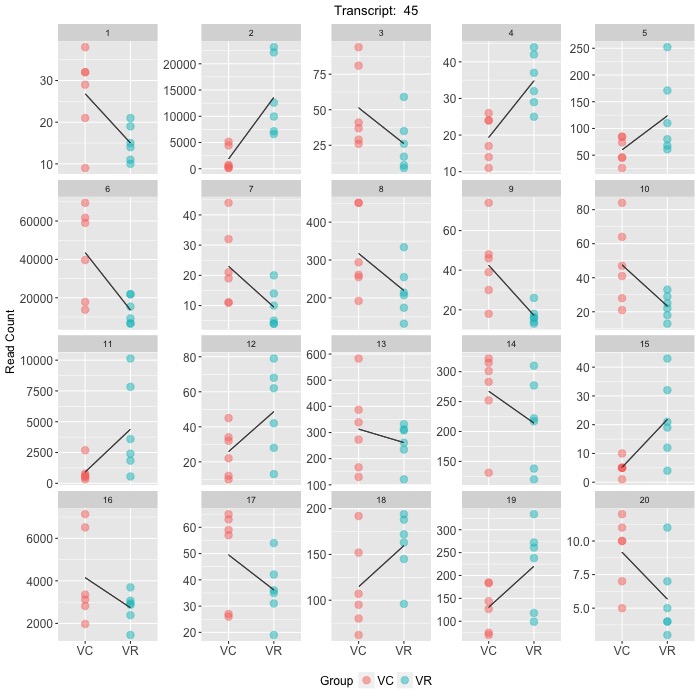 Transcript: 45
1 2 3 4 5
30 20 10
20000 15000 10000 5000 0
75 50 25
40 30 20 10
250 200 150 100 50
6 7 8 9 10
60000 40000 20000
40 30 20 10
400 300 200
60 40 20
80 60 40 20
Read Count
11 12 13 14 15
10000 7500 5000 2500 0
80 60 40 20
600 500 400 300 200 100
300 250 200 150
40 30 20 10 0
16 17 18 19 20
6000 4000 2000
60 50 40 30 20
200 150 100
300 250 200 150 100
10.0 7.5 5.0
VC VR VC VR VC VR VC VR VC VR
Group VC VR